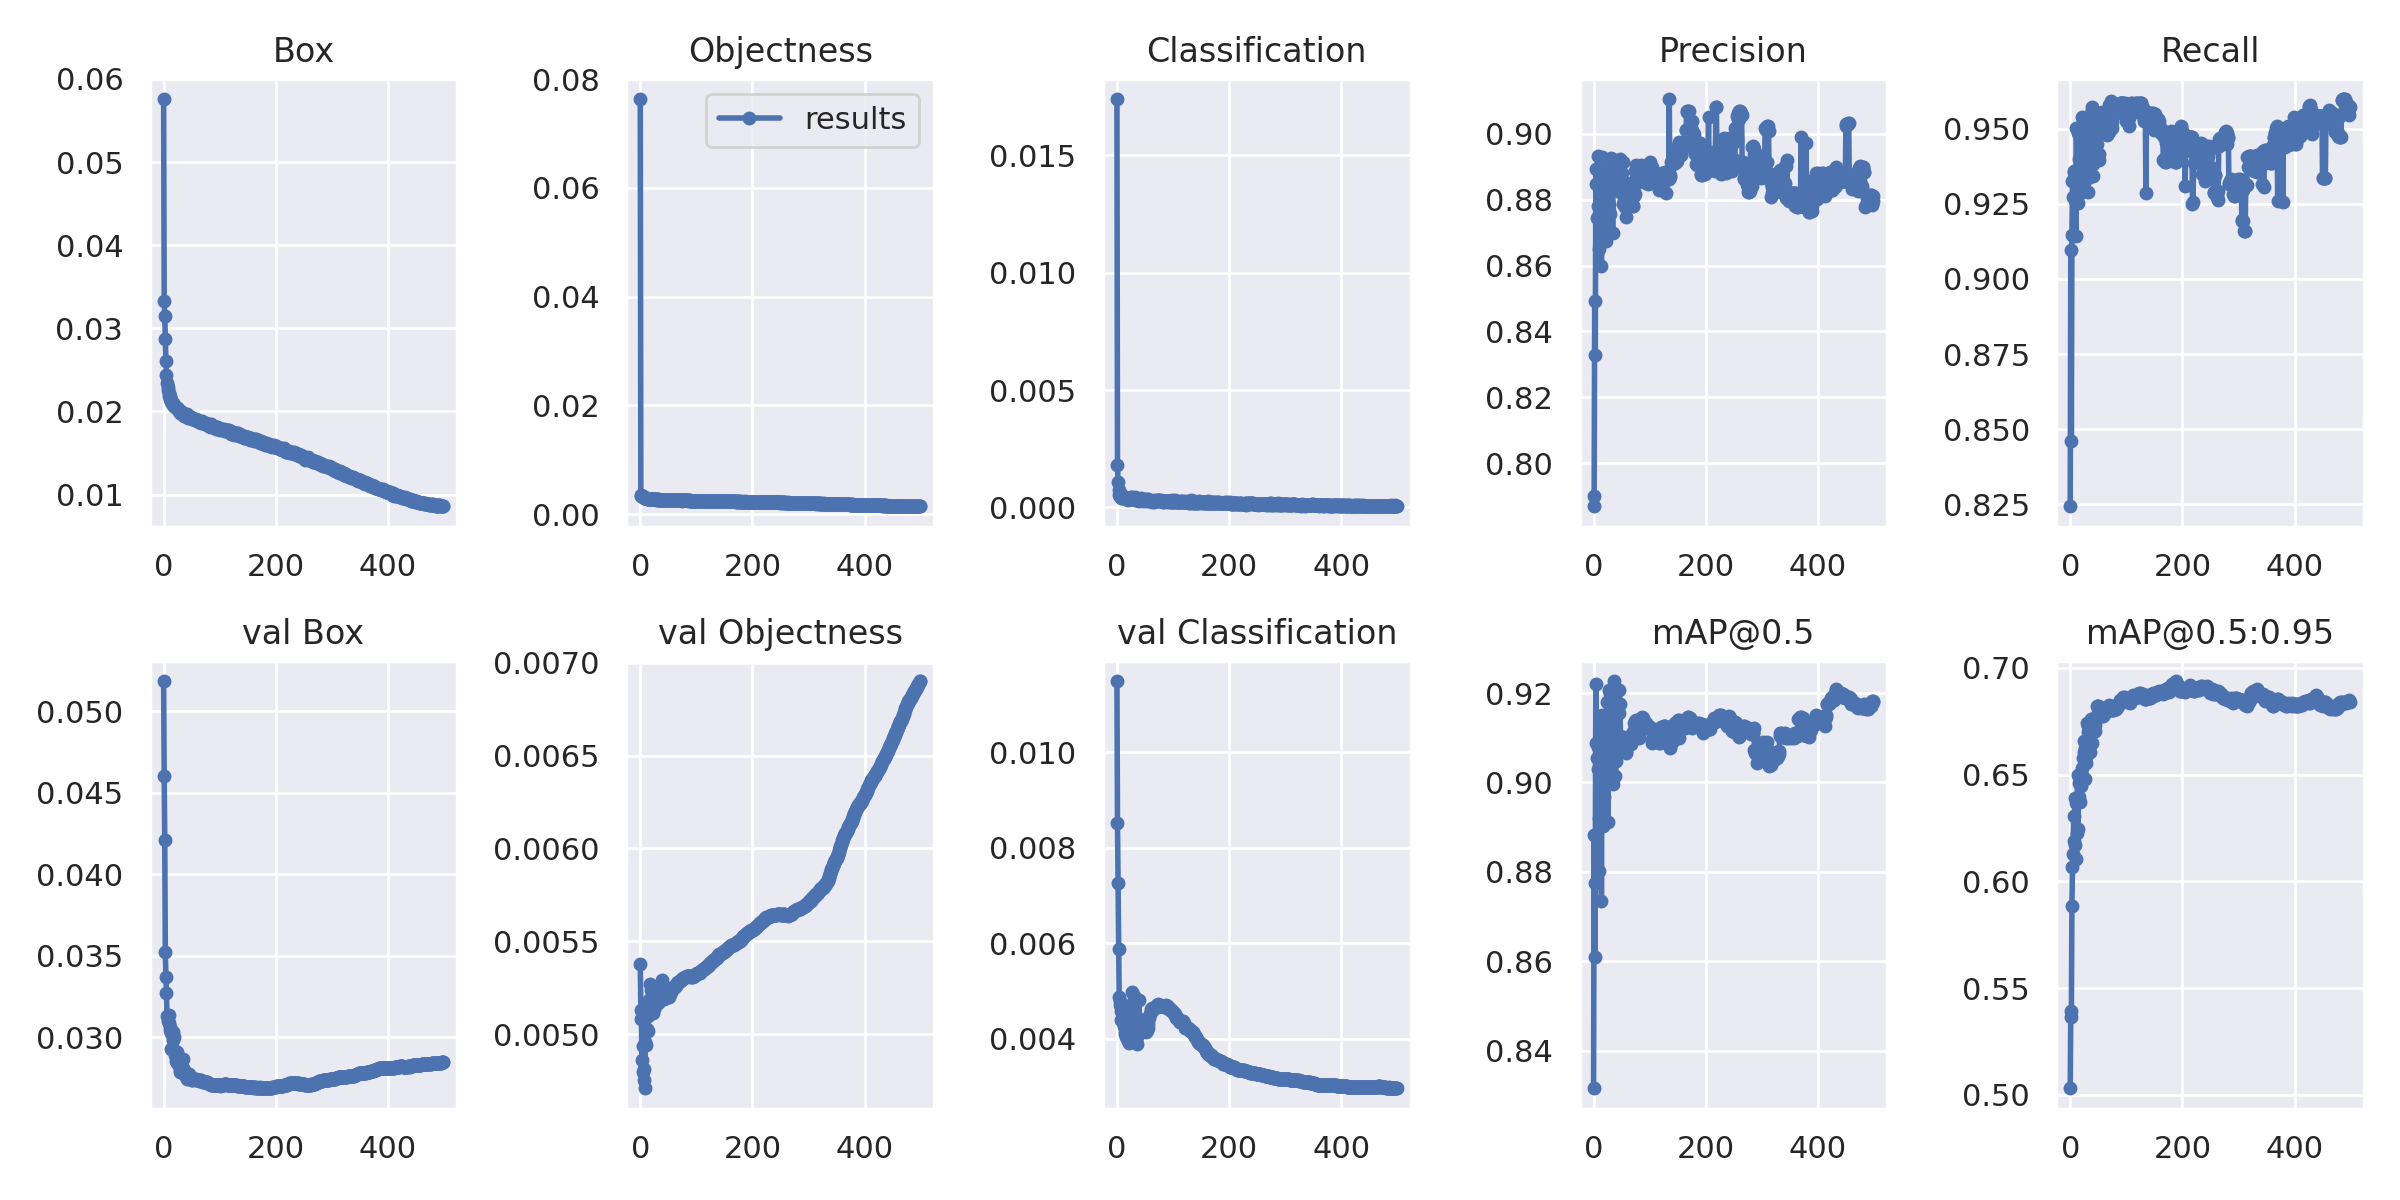 Box
0.06
0.05
0.04
0.03
0.02
0.01
0 200 400
Objectness
results
0.08
0.06
0.04
0.02
0.00
0 200 400
Classification
0.015
0.010
0.005
0.000
0 200 400
Precision
0.90
0.88
0.86
0.84
0.82
0.80
0 200 400
Recall
0.950
0.925
0.900
0.875
0.850
0.825
0 200 400
val Box
0.050
0.045
0.040
0.035
0.030
0 200 400
val Objectness
0.0070
0.0065
0.0060
0.0055
0.0050
0 200 400
val Classification
0.010
0.008
0.006
0.004
0 200 400
mAP@0.5
0.92
0.90
0.88
0.86
0.84
0 200 400
mAP@0.5:0.95
0.70
0.65
0.60
0.55
0.50
0 200 400